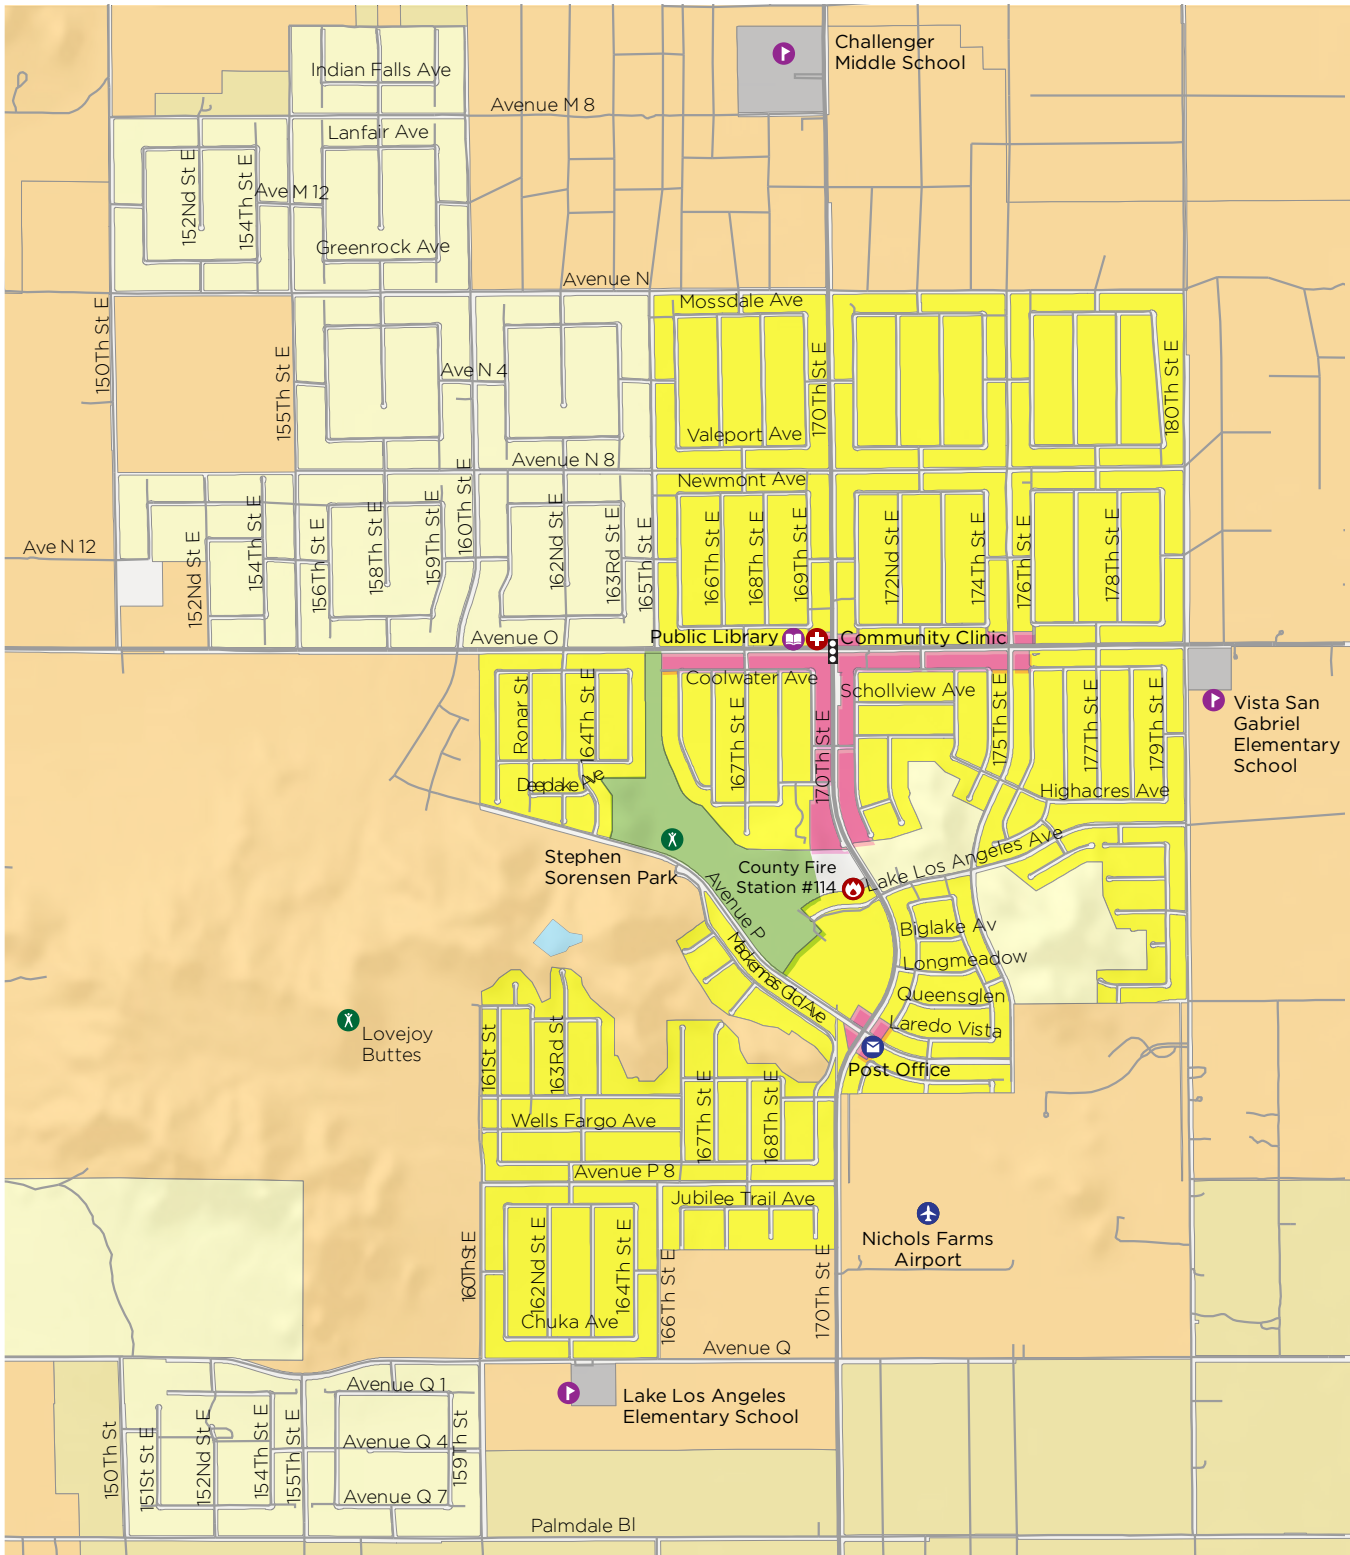 Challenger
Middle School
Indian Falls Ave
Avenue M 8
Lanfair Ave
152Nd St E
154Th St E
Ave M 12
Greenrock Ave
Avenue N
Mossdale Ave
150Th St E
155Th St E
Ave N 4
170Th St E
180Th St E
Valeport Ave
Avenue N 8
Newmont Ave
Ave N 12
152Nd St E
154Th St E
156Th St E
158Th St E
159Th St E
160Th St E
162Nd St E
163Rd St E
165Th St E
166Th St E
168Th St E
169Th St E
172Nd St E
174Th St E
176Th St E
178Th St E
Avenue O
Public Library
Community Clinic
Coolwater Ave
Schollview Ave
Ronar St
164Th St E
167Th St E
170Th St E
175Th St E
177Th St E
179Th St E
Vista San
Gabriel
Elementary
School
Deeplake Ave
Highacres Ave
Stephen
Sorensen Park
County Fire
Station #114
Lake Los Angeles Ave
Avenue P
Biglake Av
Mackennas Gold Ave
Longmeadow
Queensglen
Laredo Vista
Lovejoy
Buttes
161St St
163Rd St
Post Office
Wells Fargo Ave
167Th St E
168Th St E
Avenue P 8
Jubilee Trail Ave
Nichols Farms
Airport
160Th St E
162Nd St E
164Th St E
166Th St E
170Th St E
Chuka Ave
Avenue Q
Avenue Q 1
Lake Los Angeles
Elementary School
150Th St
151St St E
152Nd St E
154Th St E
155Th St E
Avenue Q 4
159Th St
Avenue Q 7
Palmdale Bl